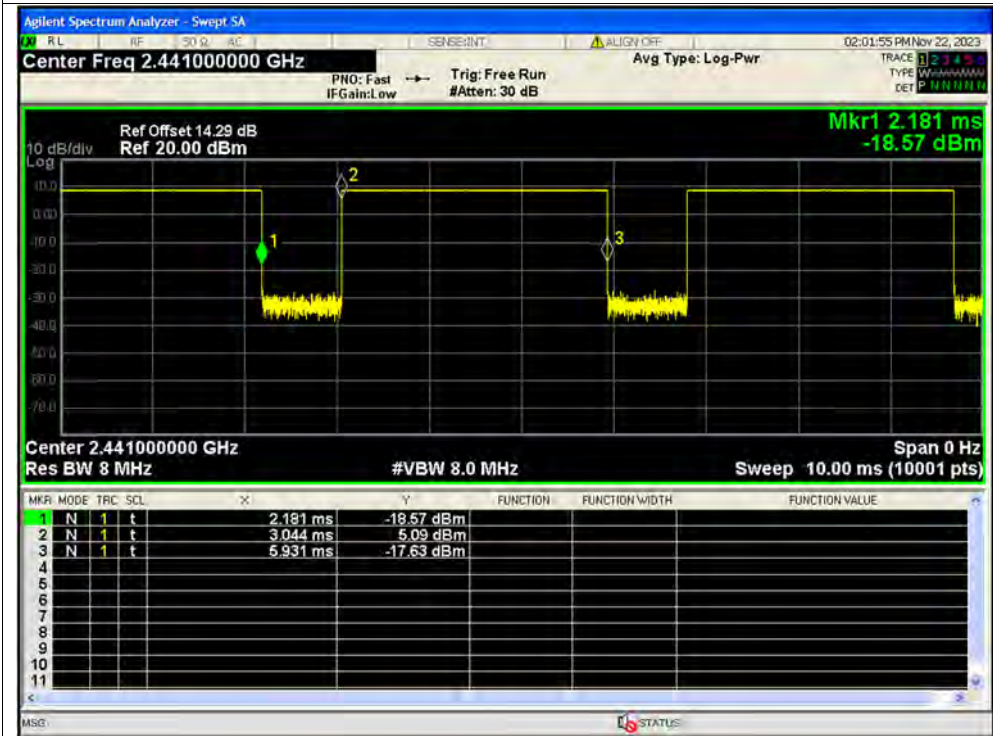 Agilent Spectrum Analyzer - Swept SA
RL RF 50 Ω AC SENSE:INT ALIGN OFF 02:01:55 PM Nov 22, 2023
Center Freq 2.441000000 GHz Avg Type: Log-Pwr TRACE 1 2 3 4 5 6
PNO: Fast Trig: Free Run TYPE
IFGain:Low #Atten: 30 dB DET P N N N N N
Mkr1 2.181 ms
Ref Offset 14.29 dB
10 dB/div Ref 20.00 dBm -18.57 dBm
Log
10.0
2
0.00
-10.0
1 3
-20.0
-30.0
-40.0
-50.0
-60.0
-70.0
Center 2.441000000 GHz Span 0 Hz
Res BW 8 MHz #VBW 8.0 MHz Sweep 10.00 ms (10001 pts)
MKR MODE TRC SCL X Y FUNCTION FUNCTION WIDTH FUNCTION VALUE
1 N 1 t 2.181 ms -18.57 dBm
2 N 1 t 3.044 ms 5.09 dBm
3 N 1 t 5.931 ms -17.63 dBm
4
5
6
7
8
9
10
11
MSG STATUS